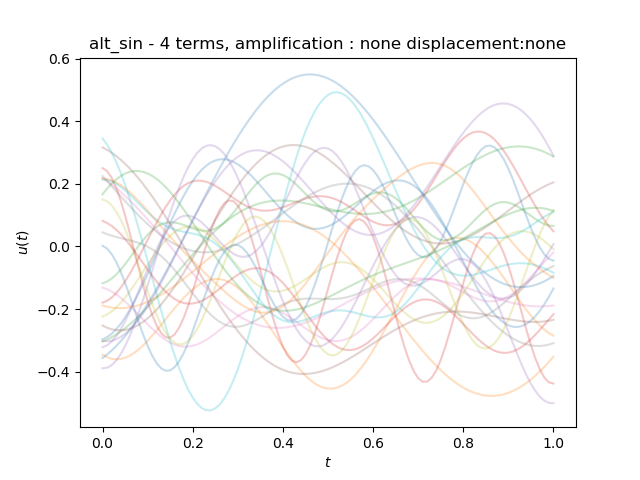 alt_sin - 4 terms, amplification : none displacement:none
0.6
0.4
0.2
0.0
−0.2
−0.4
u(t)
0.0 0.2 0.4 0.6 0.8 1.0
t